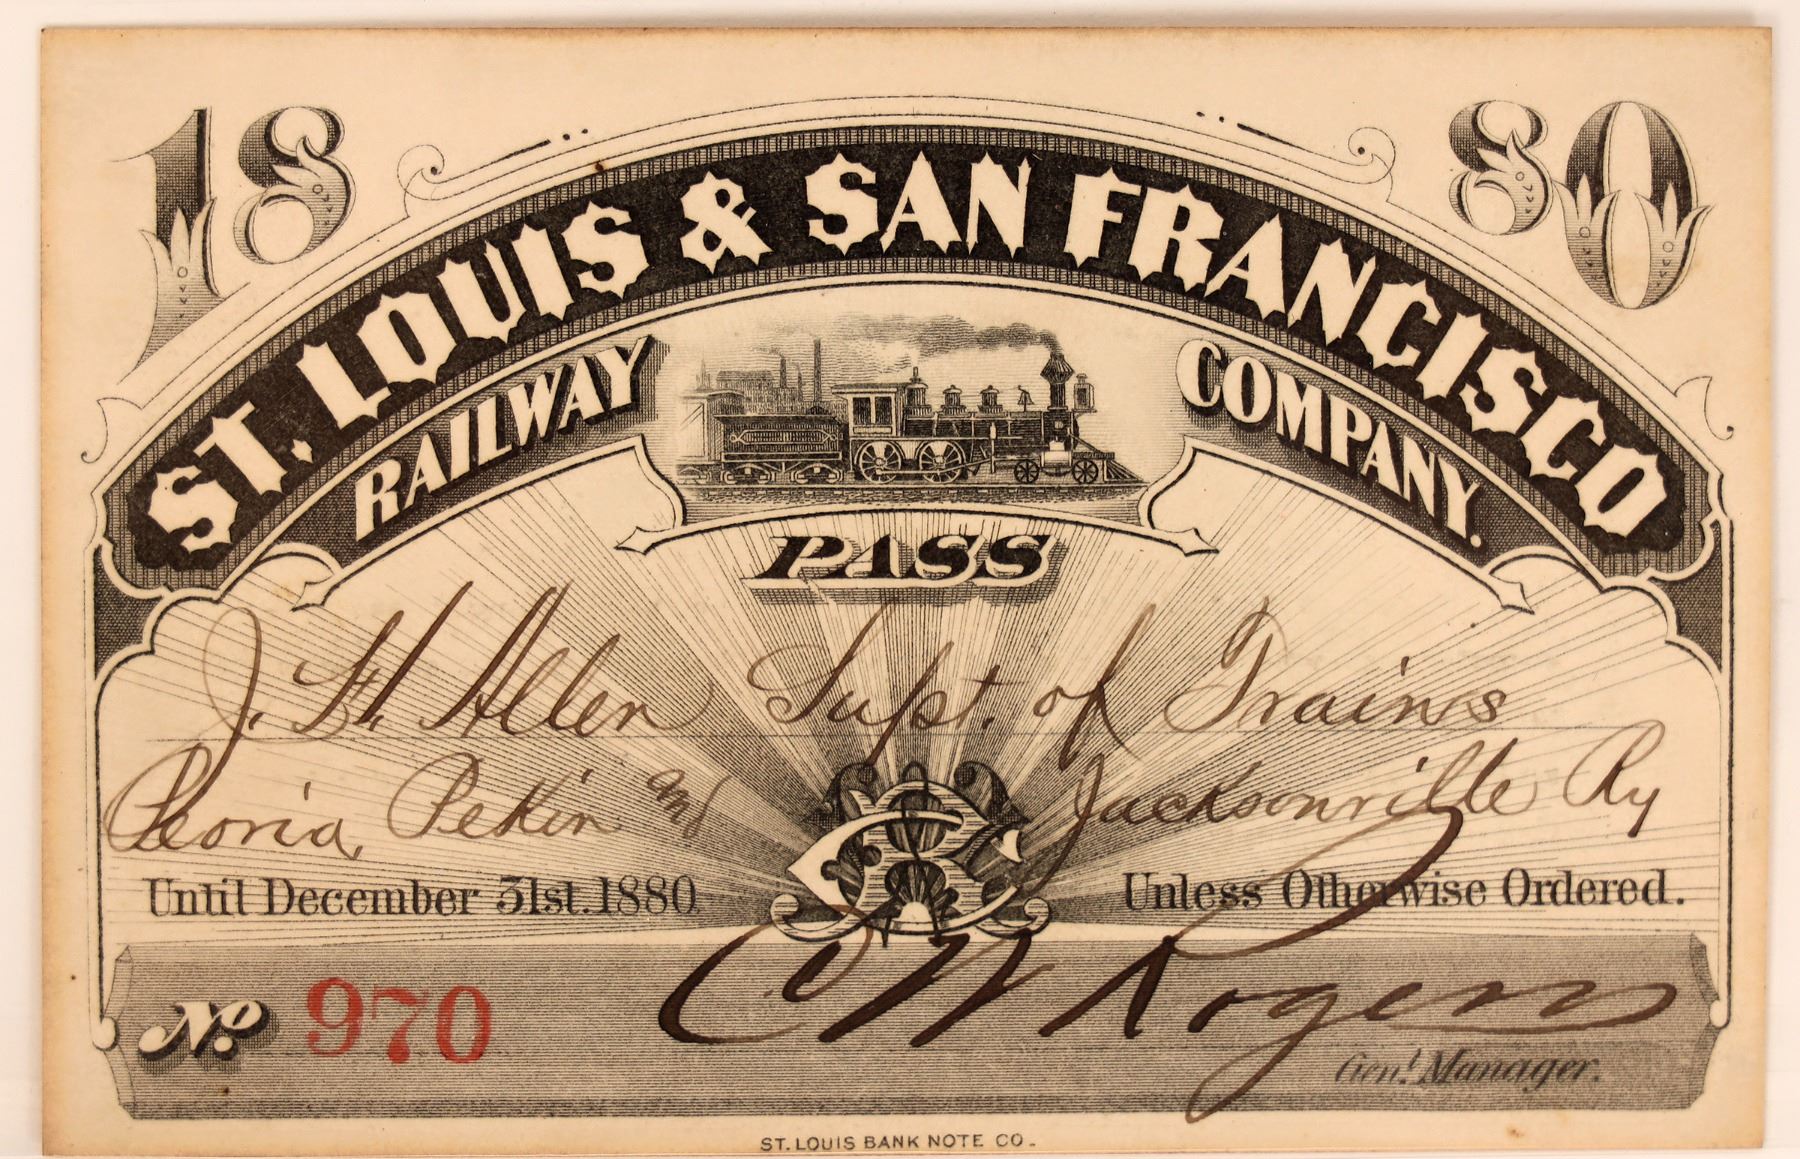 1880
ST. LOUIS & SAN FRANCISCO
RAILWAY COMPANY.
PASS
J. H. Allen Supt. of Trains
Peoria, Pekin and Jacksonville Ry
Until December 31st. 1880. Unless Otherwise Ordered.
No. 970
C W Rogers
Genl. Manager.
ST. LOUIS BANK NOTE CO.